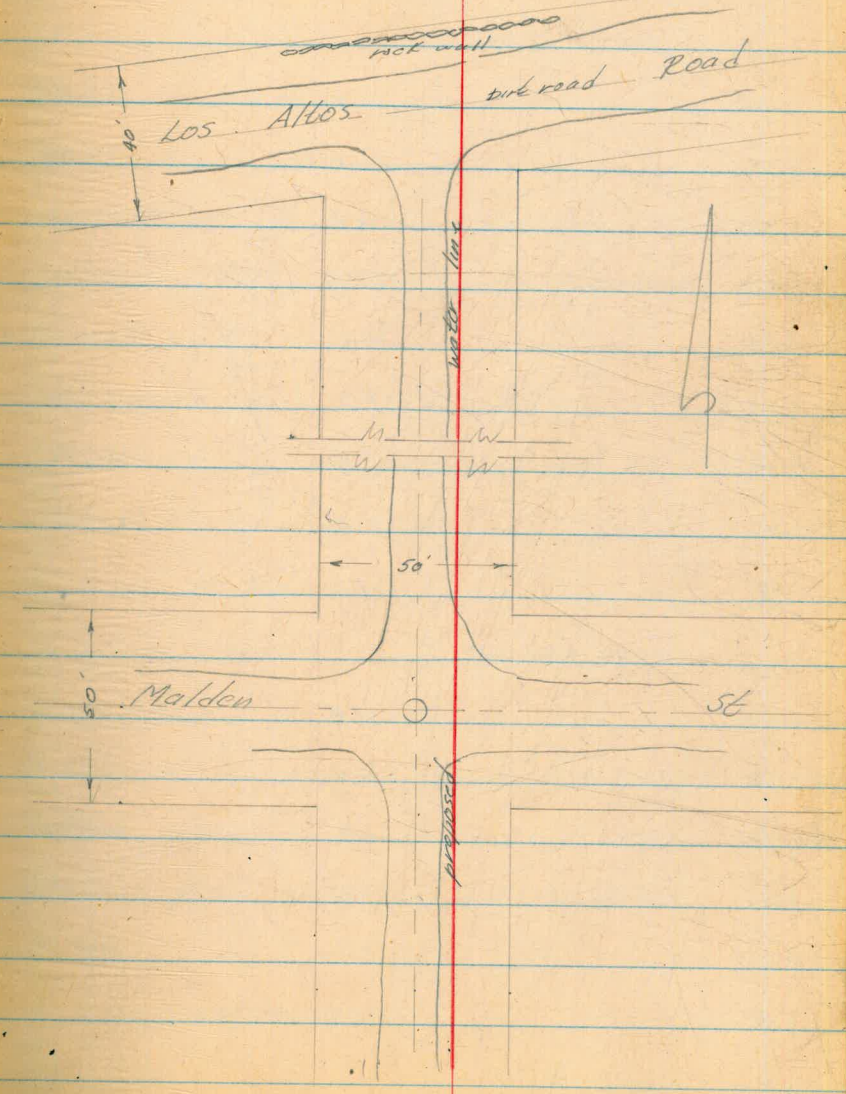 rock wall
Los Altos dirt road Road
40'
water line
50'
50'
Malden St
proposed